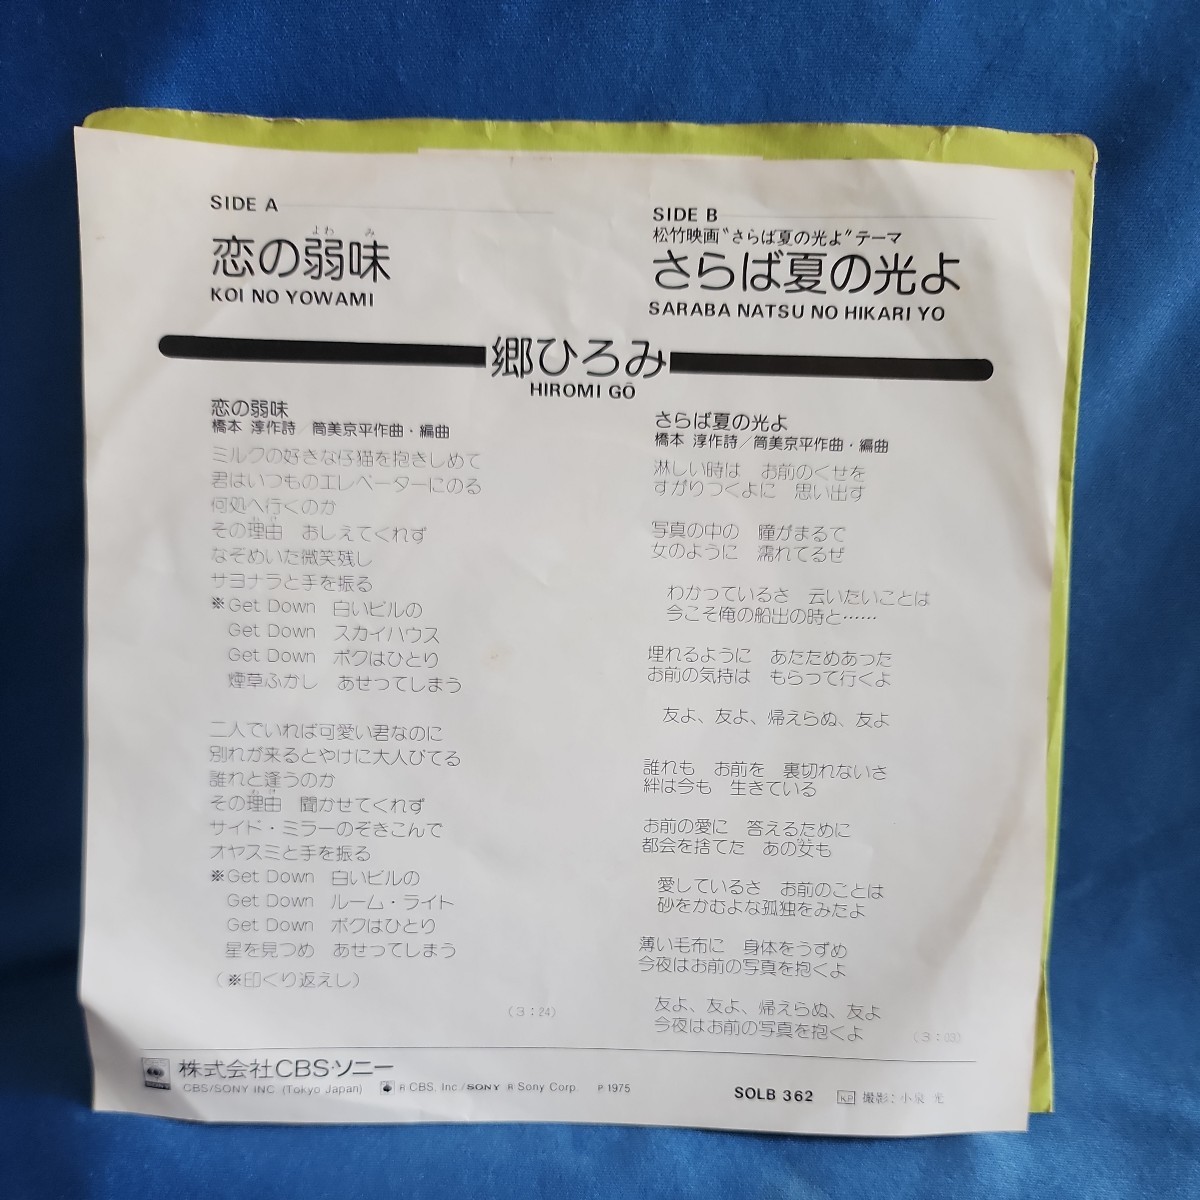 SIDE A
よわみ
恋の弱味
KOI NO YOWAMI
SIDE B
松竹映画“さらば夏の光よ”テーマ
さらば夏の光よ
SARABA NATSU NO HIKARI YO
郷ひろみ
HIROMI GŌ
恋の弱味
橋本 淳作詩/筒美京平作曲・編曲
ミルクの好きな仔猫を抱きしめて
君はいつものエレベーターにのる
何処へ行くのか
その理由 おしえてくれず
なぞめいた微笑残し
サヨナラと手を振る
※Get Down 白いビルの
Get Down スカイハウス
Get Down ボクはひとり
煙草ふかし あせってしまう
二人でいれば可愛い君なのに
別れが来るとやけに大人びてる
誰れと逢うのか
その理由 聞かせてくれず
サイド・ミラーのぞきこんで
オヤスミと手を振る
※Get Down 白いビルの
Get Down ルーム・ライト
Get Down ボクはひとり
星を見つめ あせってしまう
(※印くり返えし)
(3:24)
さらば夏の光よ
橋本 淳作詩/筒美京平作曲・編曲
淋しい時は お前のくせを
すがりつくよに 思い出す
写真の中の 瞳がまるで
女のように 濡れてるぜ
わかっているさ 云いたいことは
今こそ俺の船出の時と……
埋れるように あたためあった
お前の気持は もらって行くよ
友よ、友よ、帰えらぬ、友よ
誰れも お前を 裏切れないさ
絆は今も 生きている
お前の愛に 答えるために
都会を捨てた あの女も
愛しているさ お前のことは
砂をかむよな孤独をみたよ
薄い毛布に 身体をうずめ
今夜はお前の写真を抱くよ
友よ、友よ、帰えらぬ、友よ
今夜はお前の写真を抱くよ
(3:03)
株式会社CBS・ソニー
CBS/SONY INC (Tokyo Japan) R CBS, Inc/SONY R Sony Corp. P 1975
SOLB 362 撮影：小泉 光